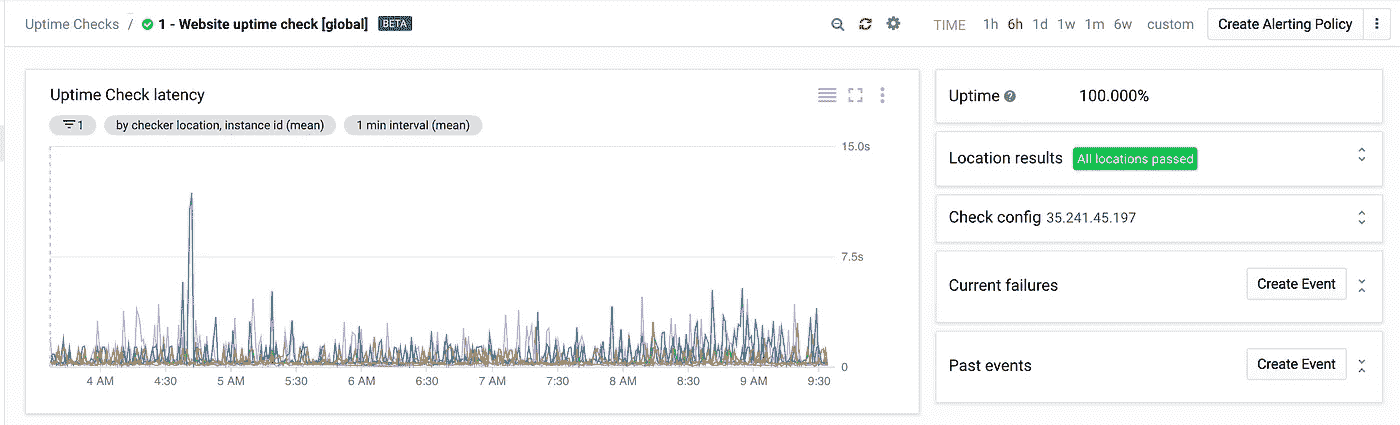 Uptime Checks / 1 - Website uptime check [global] BETA TIME 1h 6h 1d 1w 1m 6w custom Create Alerting Policy
Uptime Check latency
1 by checker location, instance id (mean) 1 min interval (mean)
15.0s
7.5s
0
4 AM 4:30 5 AM 5:30 6 AM 6:30 7 AM 7:30 8 AM 8:30 9 AM 9:30
Uptime ? 100.000%
Location results All locations passed
Check config 35.241.45.197
Current failures Create Event
Past events Create Event